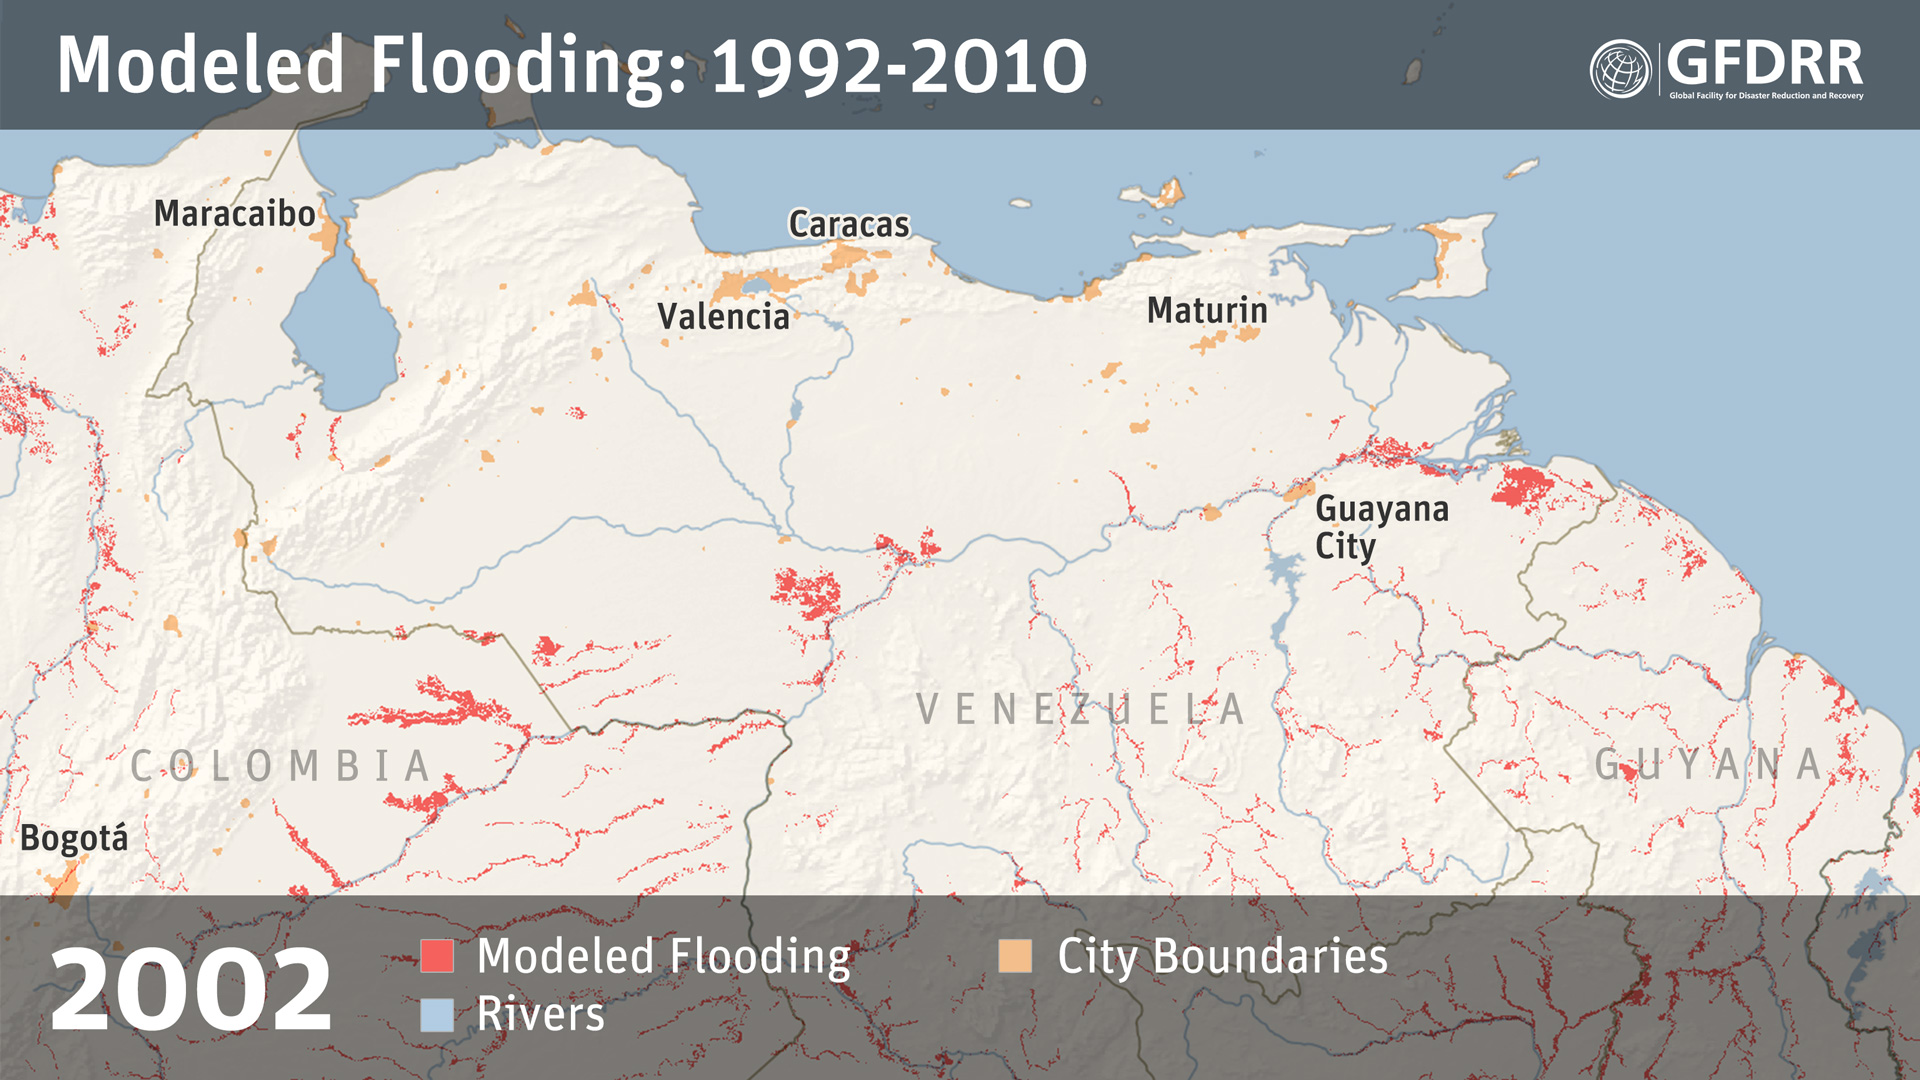 Modeled Flooding: 1992-2010
GFDRR
Global Facility for Disaster Reduction and Recovery
Maracaibo
Caracas
Valencia
Maturin
Guayana
City
VENEZUELA
COLOMBIA
GUYANA
Bogotá
2002
Modeled Flooding
City Boundaries
Rivers